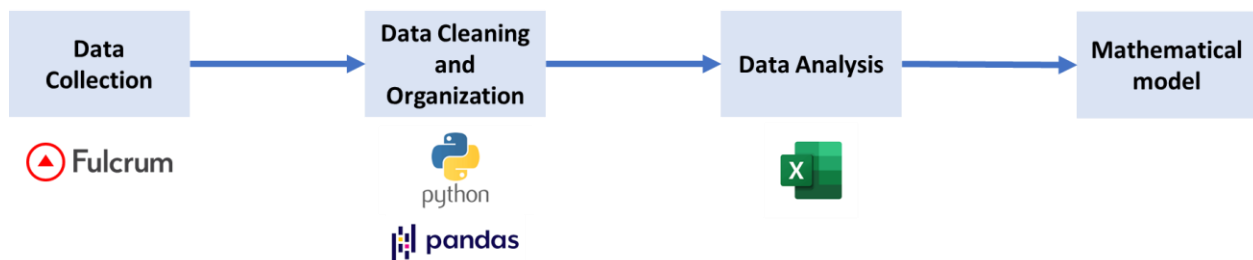 Data
Collection
Data Cleaning
and
Organization
Data Analysis
Mathematical
model
Fulcrum
python
X
pandas